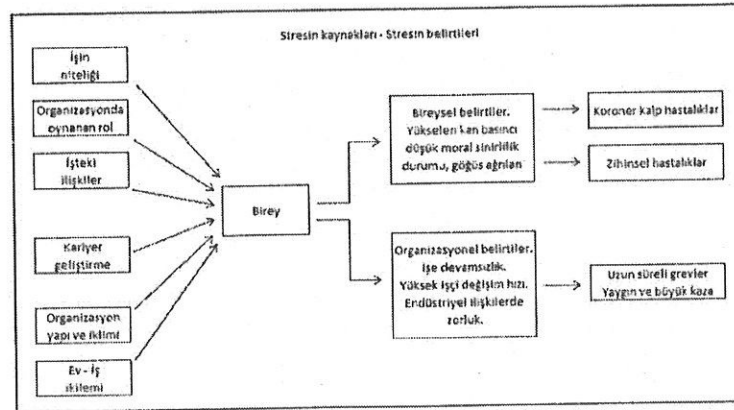 Stresin kaynakları - Stresin belirtileri
İşin
niteliği
Organizasyonda
oynanan rol
İşteki
ilişkiler
Kariyer
geliştirme
Organizasyon
yapı ve iklimi
Ev - İş
ikilemi
Birey
Bireysel belirtiler.
Yükselen kan basıncı
düşük moral sinirlilik
durumu, göğüs ağrıları
Organizasyonel belirtiler.
İşe devamsızlık.
Yüksek işçi değişim hızı.
Endüstriyel ilişkilerde
zorluk.
Koroner kalp hastalıklar
Zihinsel hastalıklar
Uzun süreli grevler
Yaygın ve büyük kaza